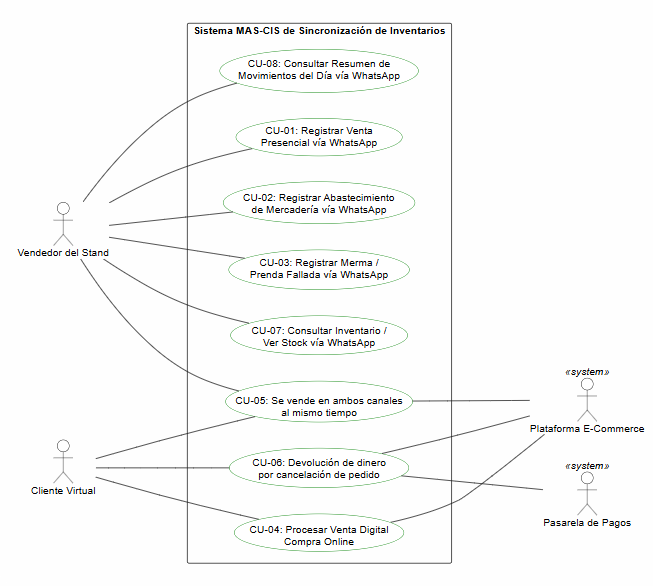 Sistema MAS-CIS de Sincronización de Inventarios
CU-08: Consultar Resumen de
Movimientos del Día vía WhatsApp
CU-01: Registrar Venta
Presencial vía WhatsApp
CU-02: Registrar Abastecimiento
de Mercadería vía WhatsApp
Vendedor del Stand
CU-03: Registrar Merma /
Prenda Fallada vía WhatsApp
CU-07: Consultar Inventario /
Ver Stock vía WhatsApp
«system»
CU-05: Se vende en ambos canales
al mismo tiempo
Plataforma E-Commerce
CU-06: Devolución de dinero
por cancelación de pedido
«system»
Cliente Virtual
Pasarela de Pagos
CU-04: Procesar Venta Digital
Compra Online